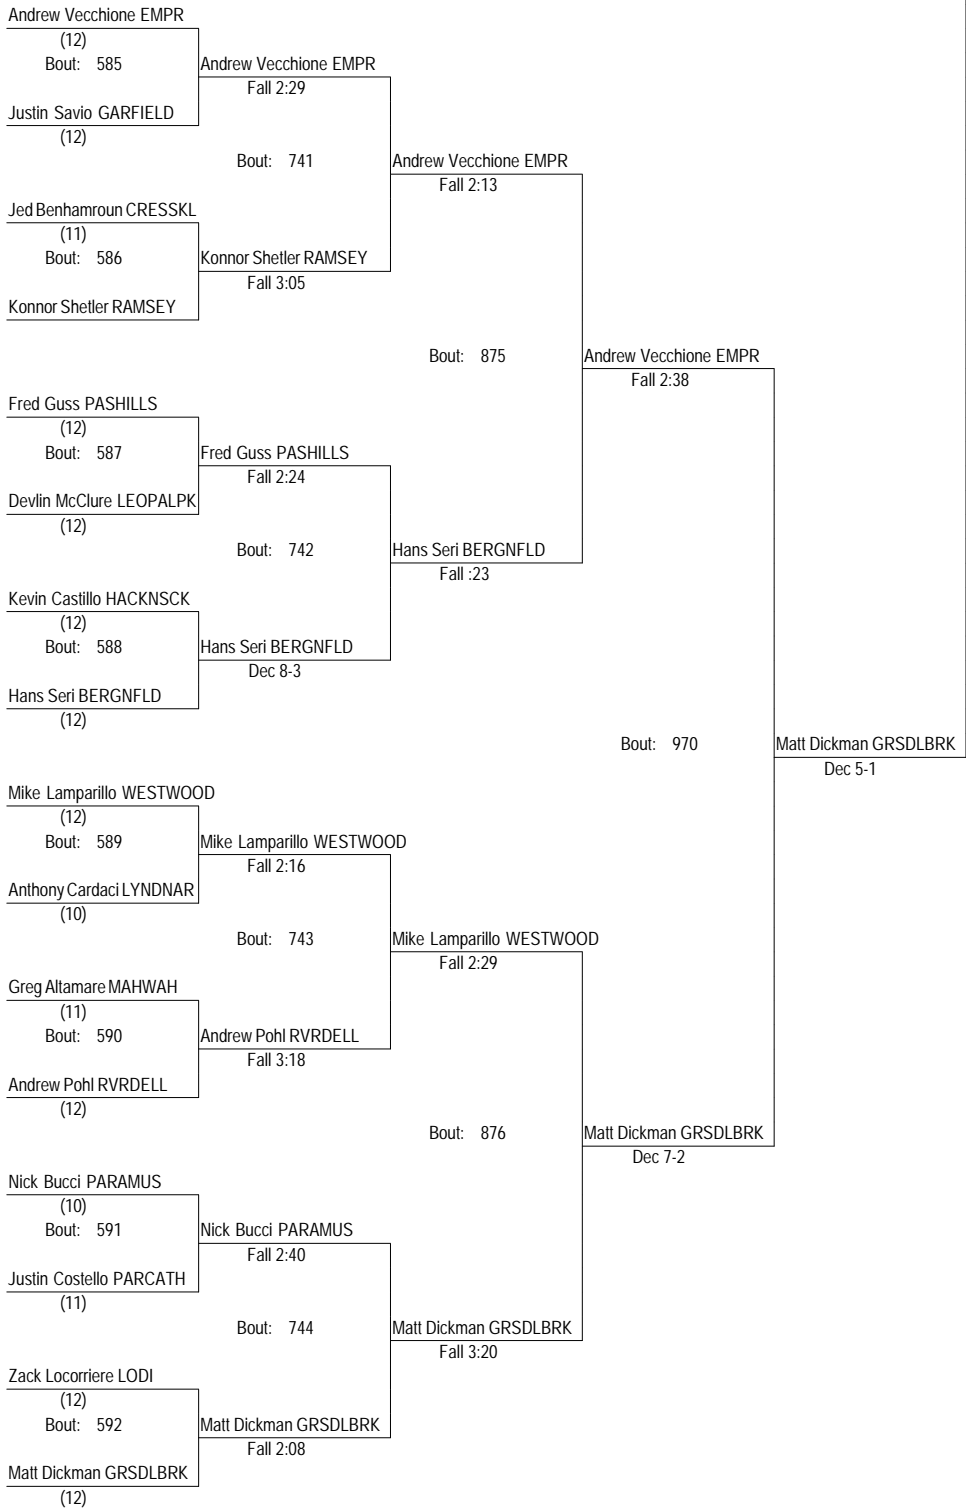 Andrew Vecchione EMPR
(12)
Bout: 585
Andrew Vecchione EMPR
Fall 2:29
Justin Savio GARFIELD
(12)
Bout: 741
Andrew Vecchione EMPR
Fall 2:13
Jed Benhamroun CRESSKL
(11)
Bout: 586
Konnor Shetler RAMSEY
Fall 3:05
Konnor Shetler RAMSEY
Bout: 875
Andrew Vecchione EMPR
Fall 2:38
Fred Guss PASHILLS
(12)
Bout: 587
Fred Guss PASHILLS
Fall 2:24
Devlin McClure LEOPALPK
(12)
Bout: 742
Hans Seri BERGNFLD
Fall :23
Kevin Castillo HACKNSCK
(12)
Bout: 588
Hans Seri BERGNFLD
Dec 8-3
Hans Seri BERGNFLD
(12)
Bout: 970
Matt Dickman GRSDLBRK
Dec 5-1
Mike Lamparillo WESTWOOD
(12)
Bout: 589
Mike Lamparillo WESTWOOD
Fall 2:16
Anthony Cardaci LYNDNAR
(10)
Bout: 743
Mike Lamparillo WESTWOOD
Fall 2:29
Greg Altamare MAHWAH
(11)
Bout: 590
Andrew Pohl RVRDELL
Fall 3:18
Andrew Pohl RVRDELL
(12)
Bout: 876
Matt Dickman GRSDLBRK
Dec 7-2
Nick Bucci PARAMUS
(10)
Bout: 591
Nick Bucci PARAMUS
Fall 2:40
Justin Costello PARCATH
(11)
Bout: 744
Matt Dickman GRSDLBRK
Fall 3:20
Zack Locorriere LODI
(12)
Bout: 592
Matt Dickman GRSDLBRK
Fall 2:08
Matt Dickman GRSDLBRK
(12)